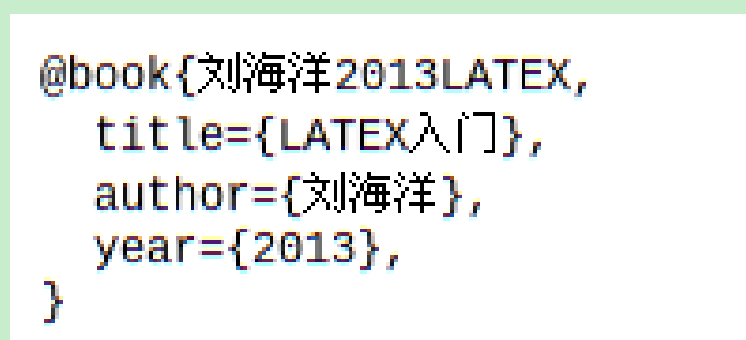 @book{刘海洋2013LATEX,
  title={LATEX入门},
  author={刘海洋},
  year={2013},
}